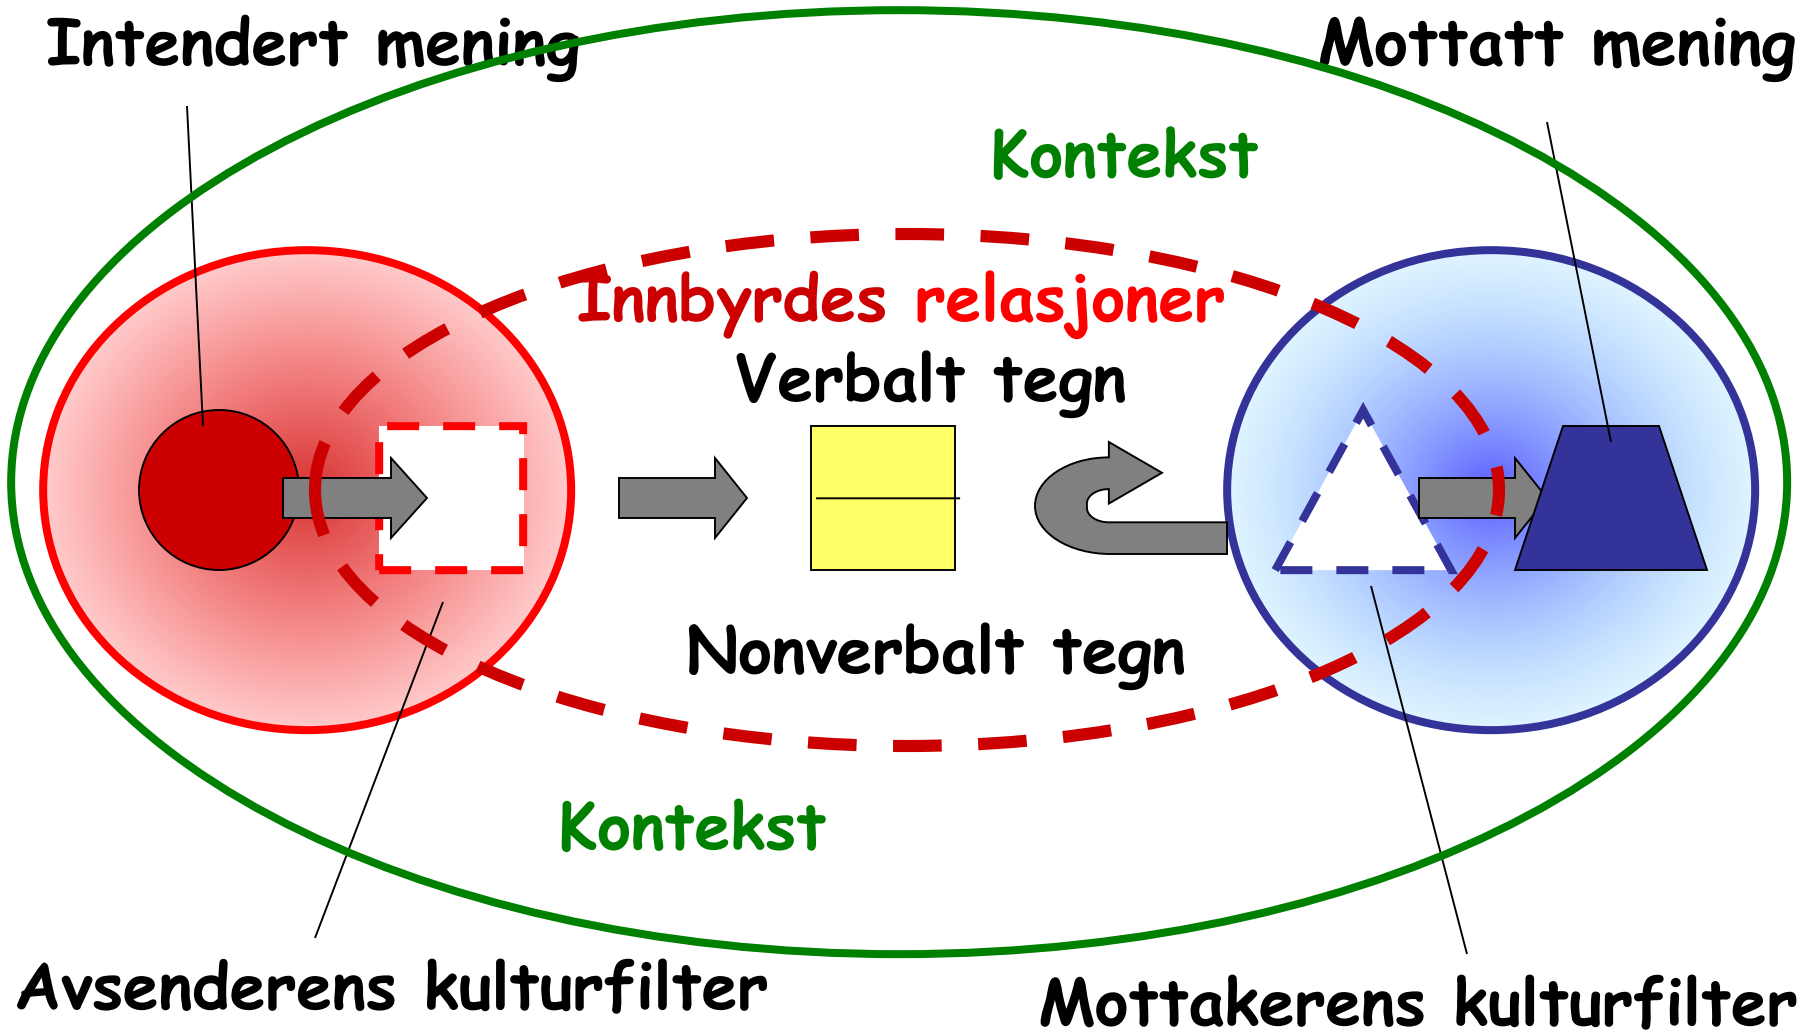 Intendert mening
Mottatt mening
Kontekst
Innbyrdes relasjoner
Verbalt tegn
Nonverbalt tegn
Kontekst
Avsenderens kulturfilter
Mottakerens kulturfilter